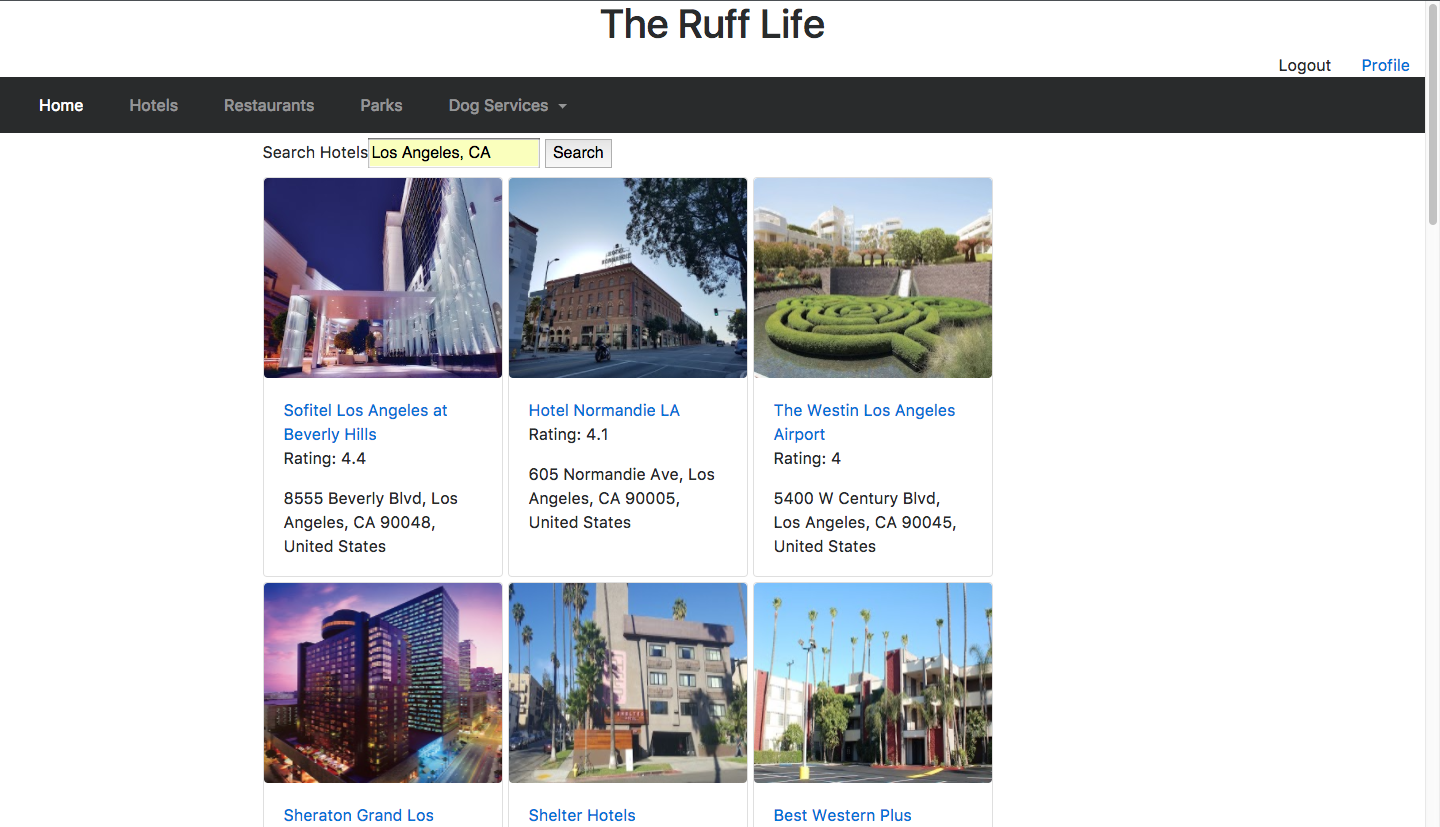 The Ruff Life
Logout Profile
Home Hotels Restaurants Parks Dog Services
Search Hotels Los Angeles, CA Search
Sofitel Los Angeles at
Beverly Hills
Rating: 4.4
8555 Beverly Blvd, Los
Angeles, CA 90048,
United States
HOTEL
NORMANDIE
Hotel Normandie LA
Rating: 4.1
605 Normandie Ave, Los
Angeles, CA 90005,
United States
The Westin Los Angeles
Airport
Rating: 4
5400 W Century Blvd,
Los Angeles, CA 90045,
United States
Sheraton Grand Los
SHELTER
Shelter Hotels
Best Western Plus